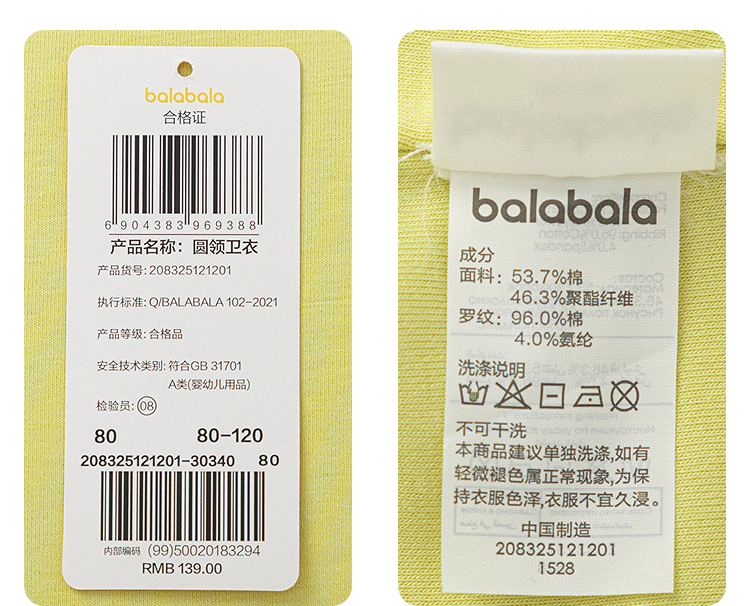 balabala
合格证
6 904383 969388
产品名称: 圆领卫衣
产品货号: 208325121201
执行标准: Q/BALABALA 102-2021
产品等级: 合格品
安全技术类别: 符合GB 31701
A类(婴幼儿用品)
检验员: 08
80 80-120
208325121201-30340 80
内部编码 (99)50020183294
RMB 139.00
balabala
成分
面料: 53.7%棉
46.3%聚酯纤维
罗纹: 96.0%棉
4.0%氨纶
洗涤说明
不可干洗
本商品建议单独洗涤,如有
轻微褪色属正常现象,为保
持衣服色泽,衣服不宜久浸。
中国制造
208325121201
1528